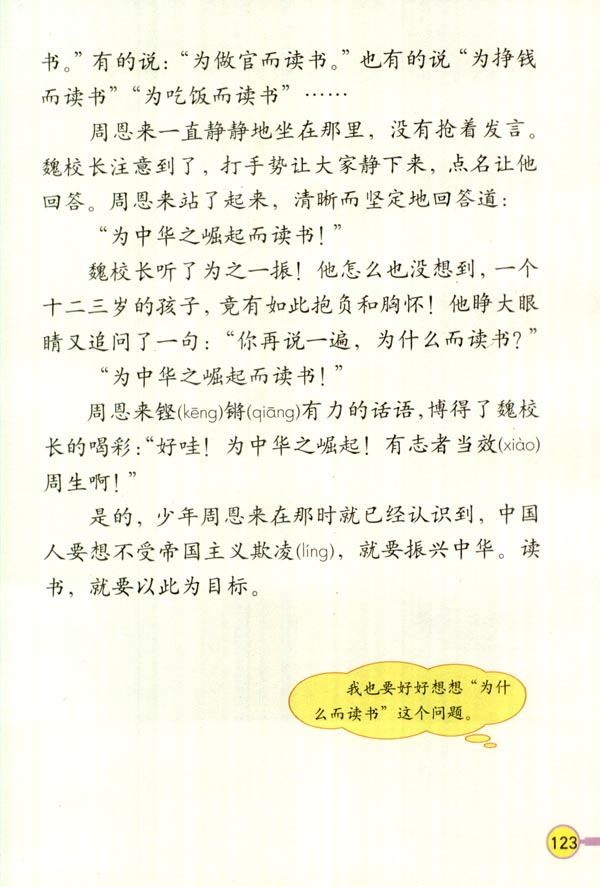 书。”有的说：“为做官而读书。”也有的说“为挣钱
而读书”“为吃饭而读书”……
周恩来一直静静地坐在那里，没有抢着发言。
魏校长注意到了，打手势让大家静下来，点名让他
回答。周恩来站了起来，清晰而坚定地回答道：
“为中华之崛起而读书！”
魏校长听了为之一振！他怎么也没想到，一个
十二三岁的孩子，竟有如此抱负和胸怀！他睁大眼
睛又追问了一句：“你再说一遍，为什么而读书？”
“为中华之崛起而读书！”
周恩来铿(kēng)锵(qiāng)有力的话语，博得了魏校
长的喝彩：“好哇！为中华之崛起！有志者当效(xiào)
周生啊！”
是的，少年周恩来在那时就已经认识到，中国
人要想不受帝国主义欺凌(líng)，就要振兴中华。读
书，就要以此为目标。
我也要好好想想“为什
么而读书”这个问题。
123